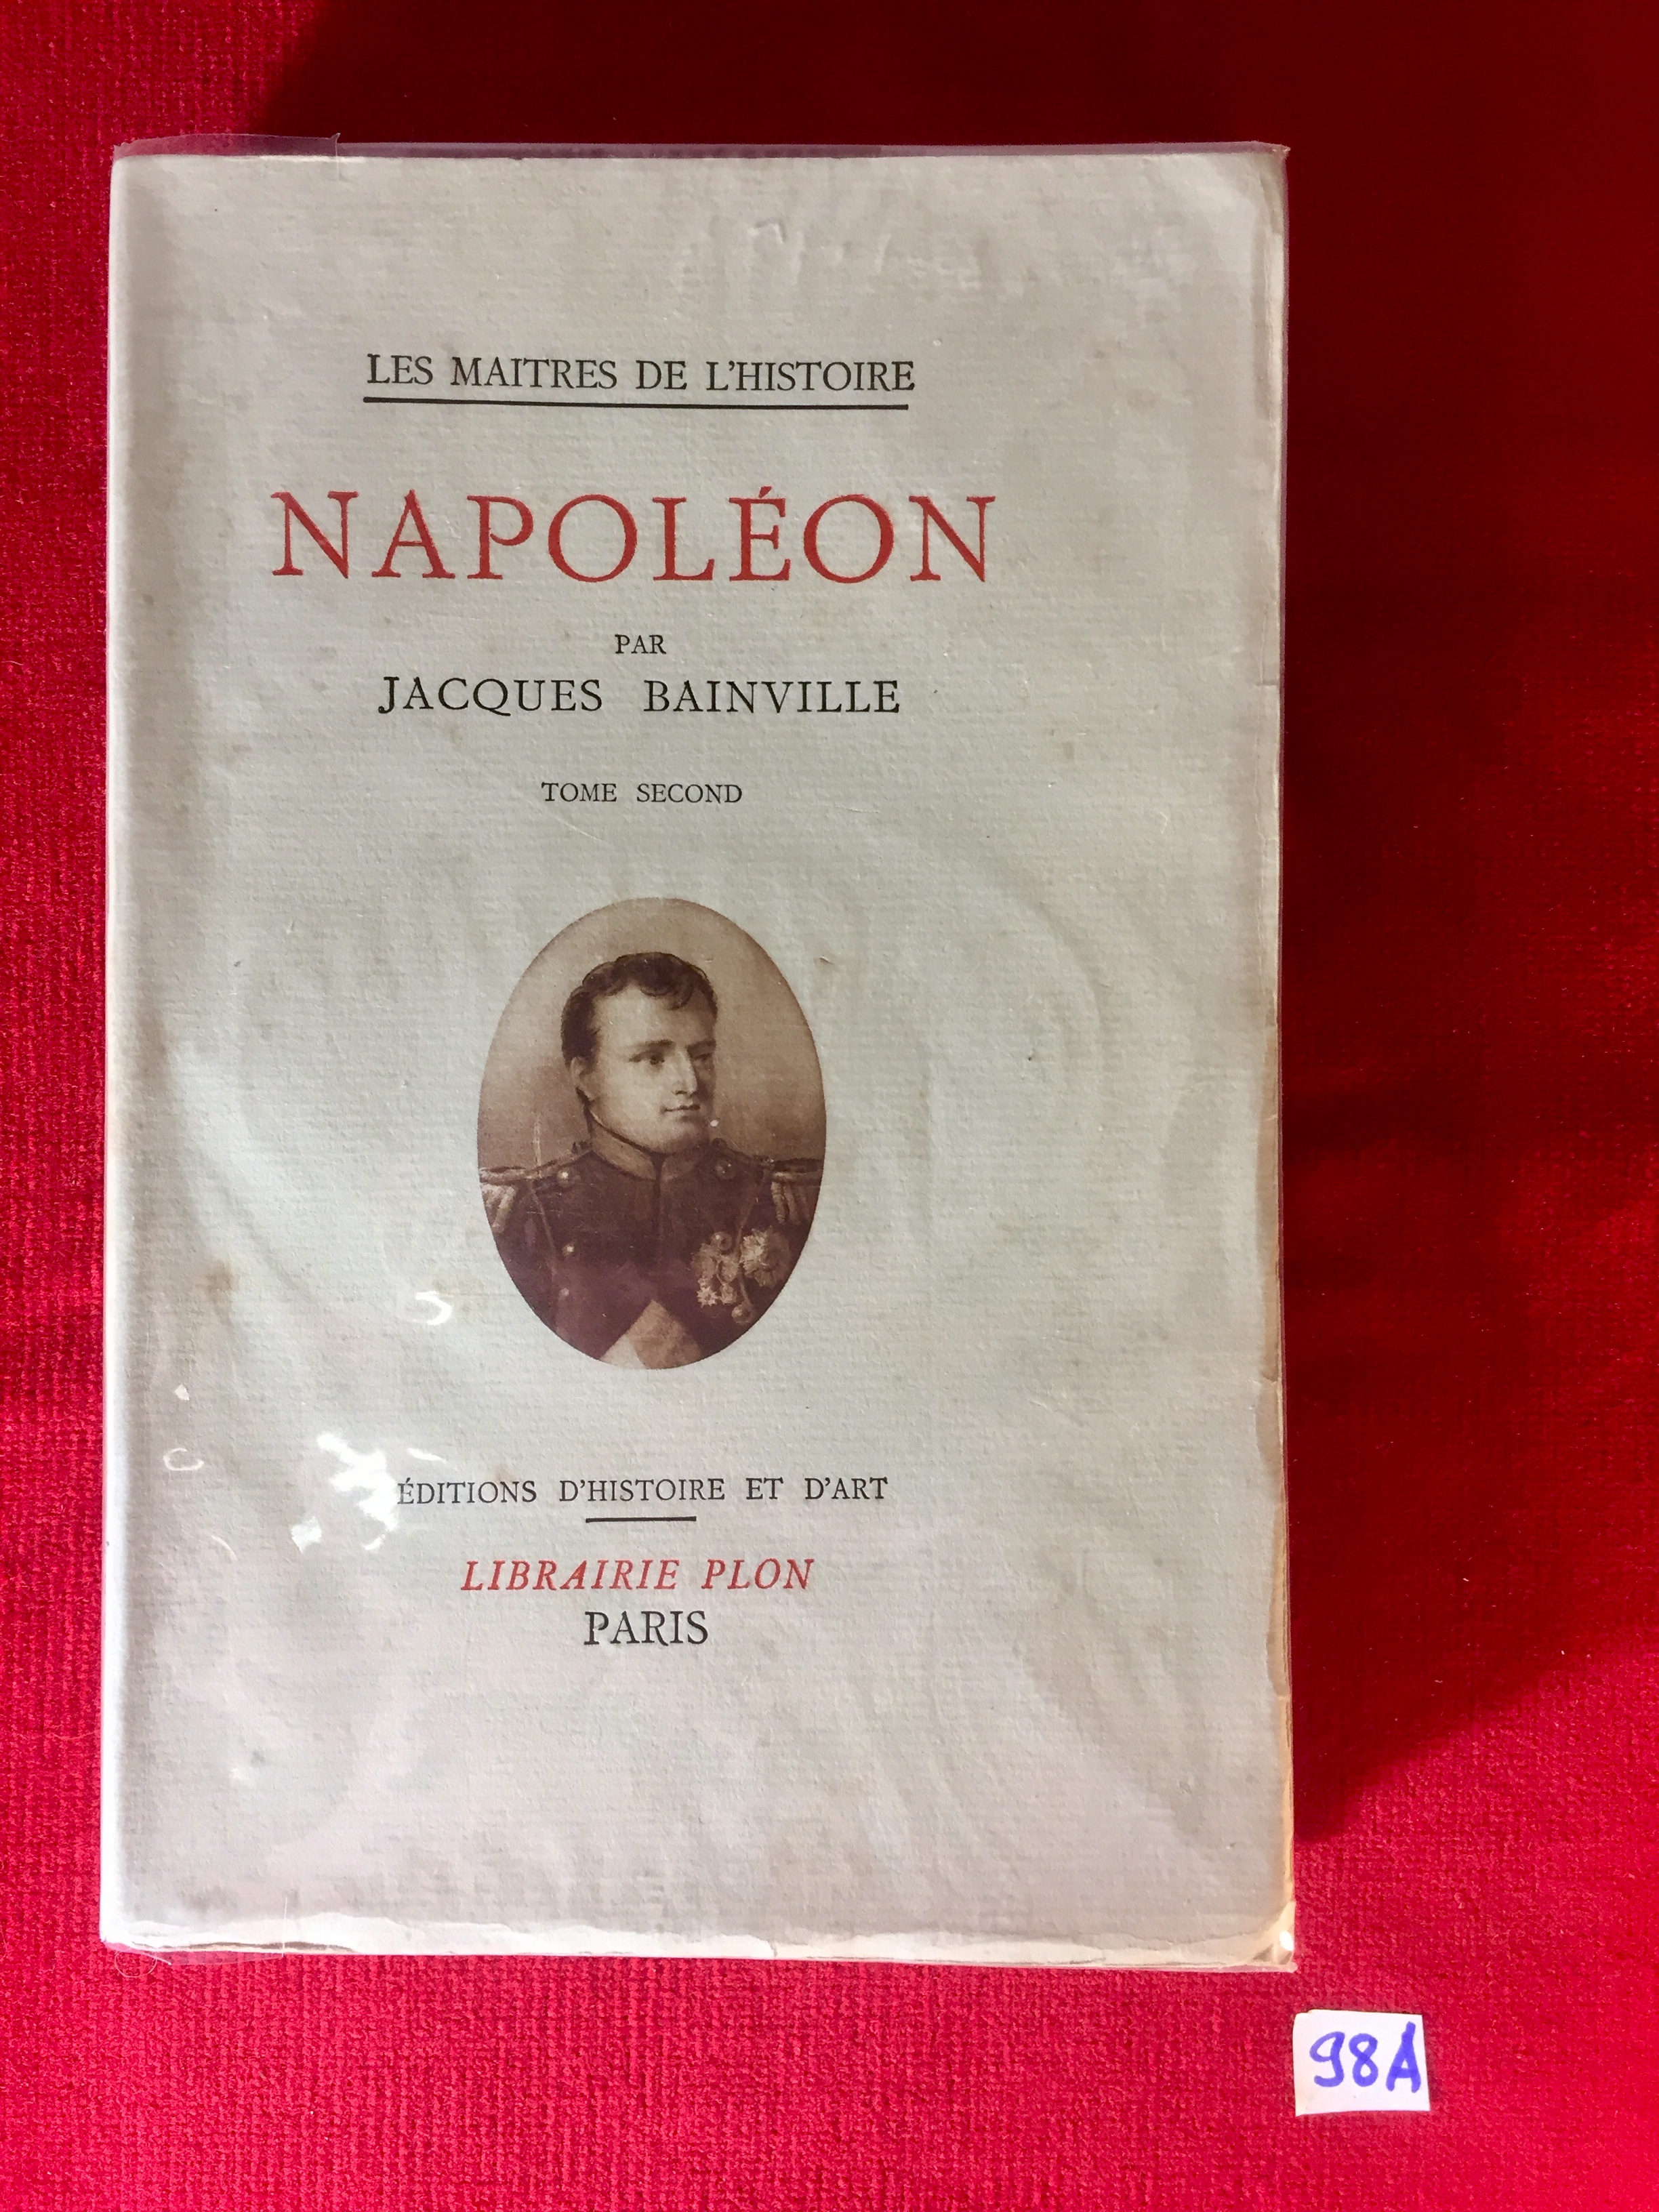 LES MAITRES DE L'HISTOIRE
NAPOLÉON
PAR
JACQUES BAINVILLE
TOME SECOND
ÉDITIONS D'HISTOIRE ET D'ART
LIBRAIRIE PLON
PARIS
98A